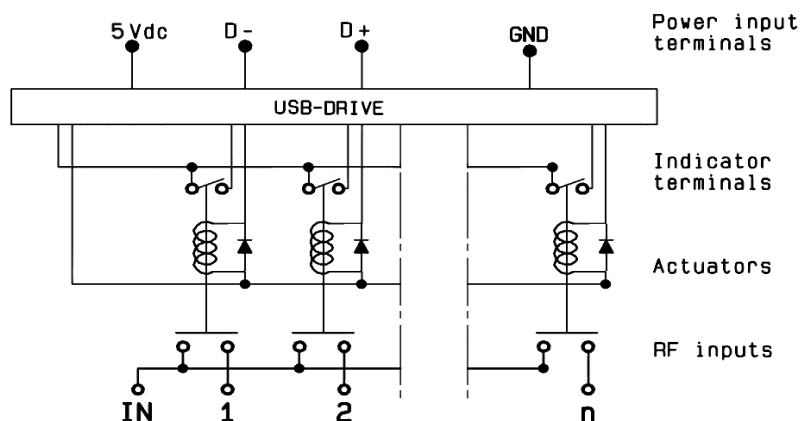 5Vdc D- D+ GND Power input
terminals
USB-DRIVE
Indicator
terminals
Actuators
RF inputs
IN 1 2 n